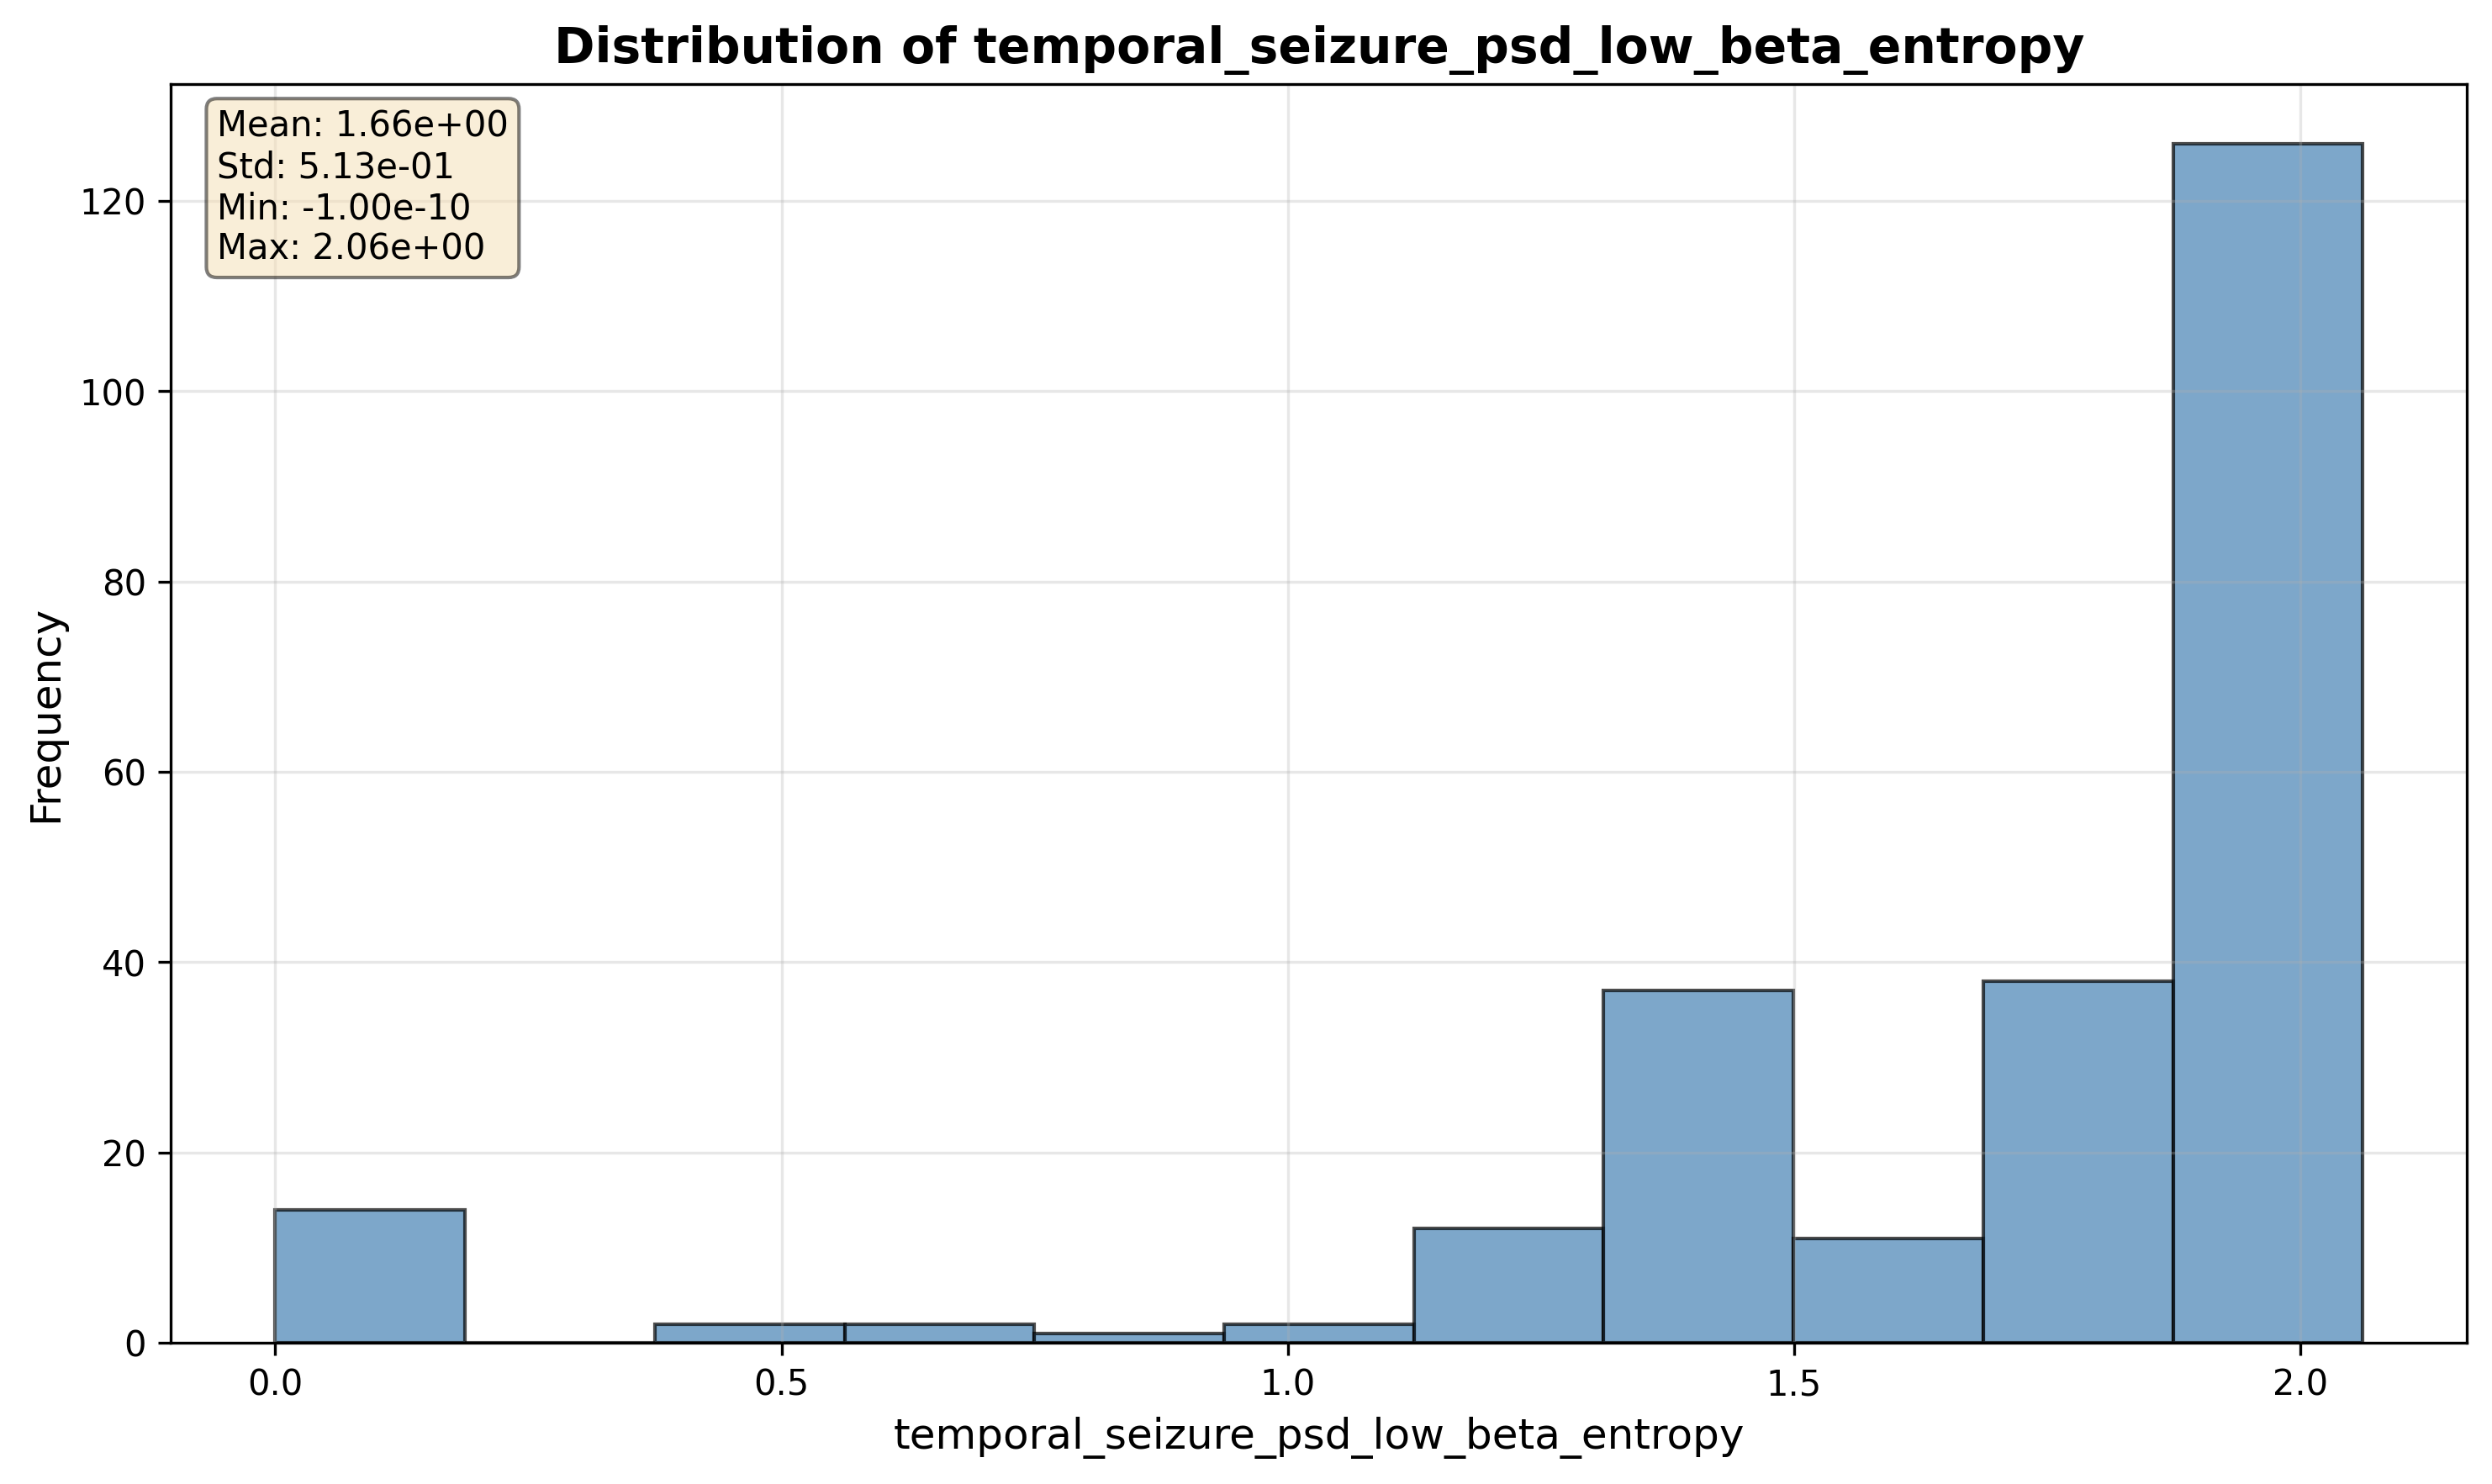 Distribution of temporal_seizure_psd_low_beta_entropy
Mean: 1.66e+00
Std: 5.13e-01
Min: -1.00e-10
Max: 2.06e+00
Frequency
120
100
80
60
40
20
0
0.0 0.5 1.0 1.5 2.0
temporal_seizure_psd_low_beta_entropy